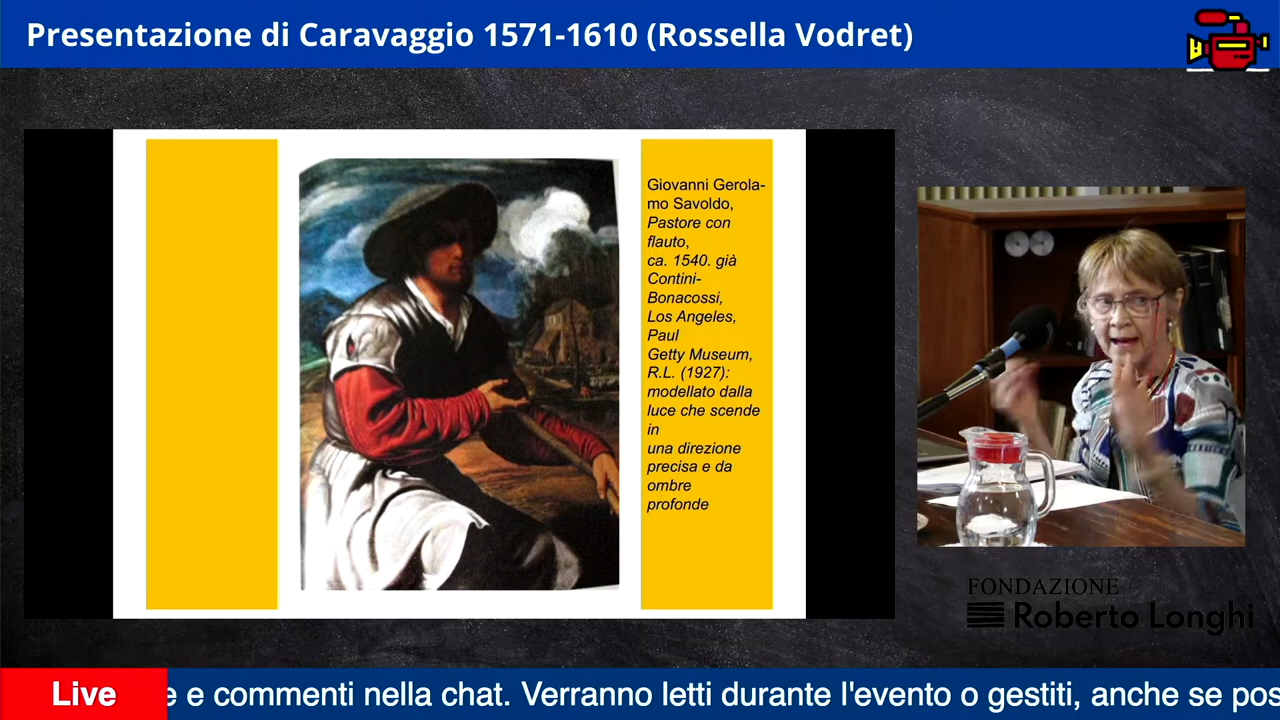 Presentazione di Caravaggio 1571-1610 (Rossella Vodret)
Giovanni Gerola-
mo Savoldo,
Pastore con
flauto,
ca. 1540. già
Contini-
Bonacossi,
Los Angeles,
Paul
Getty Museum,
R.L. (1927):
modellato dalla
luce che scende
in
una direzione
precisa e da
ombre
profonde
FONDAZIONE
Roberto Longhi
Live
e e commenti nella chat. Verranno letti durante l'evento o gestiti, anche se pos